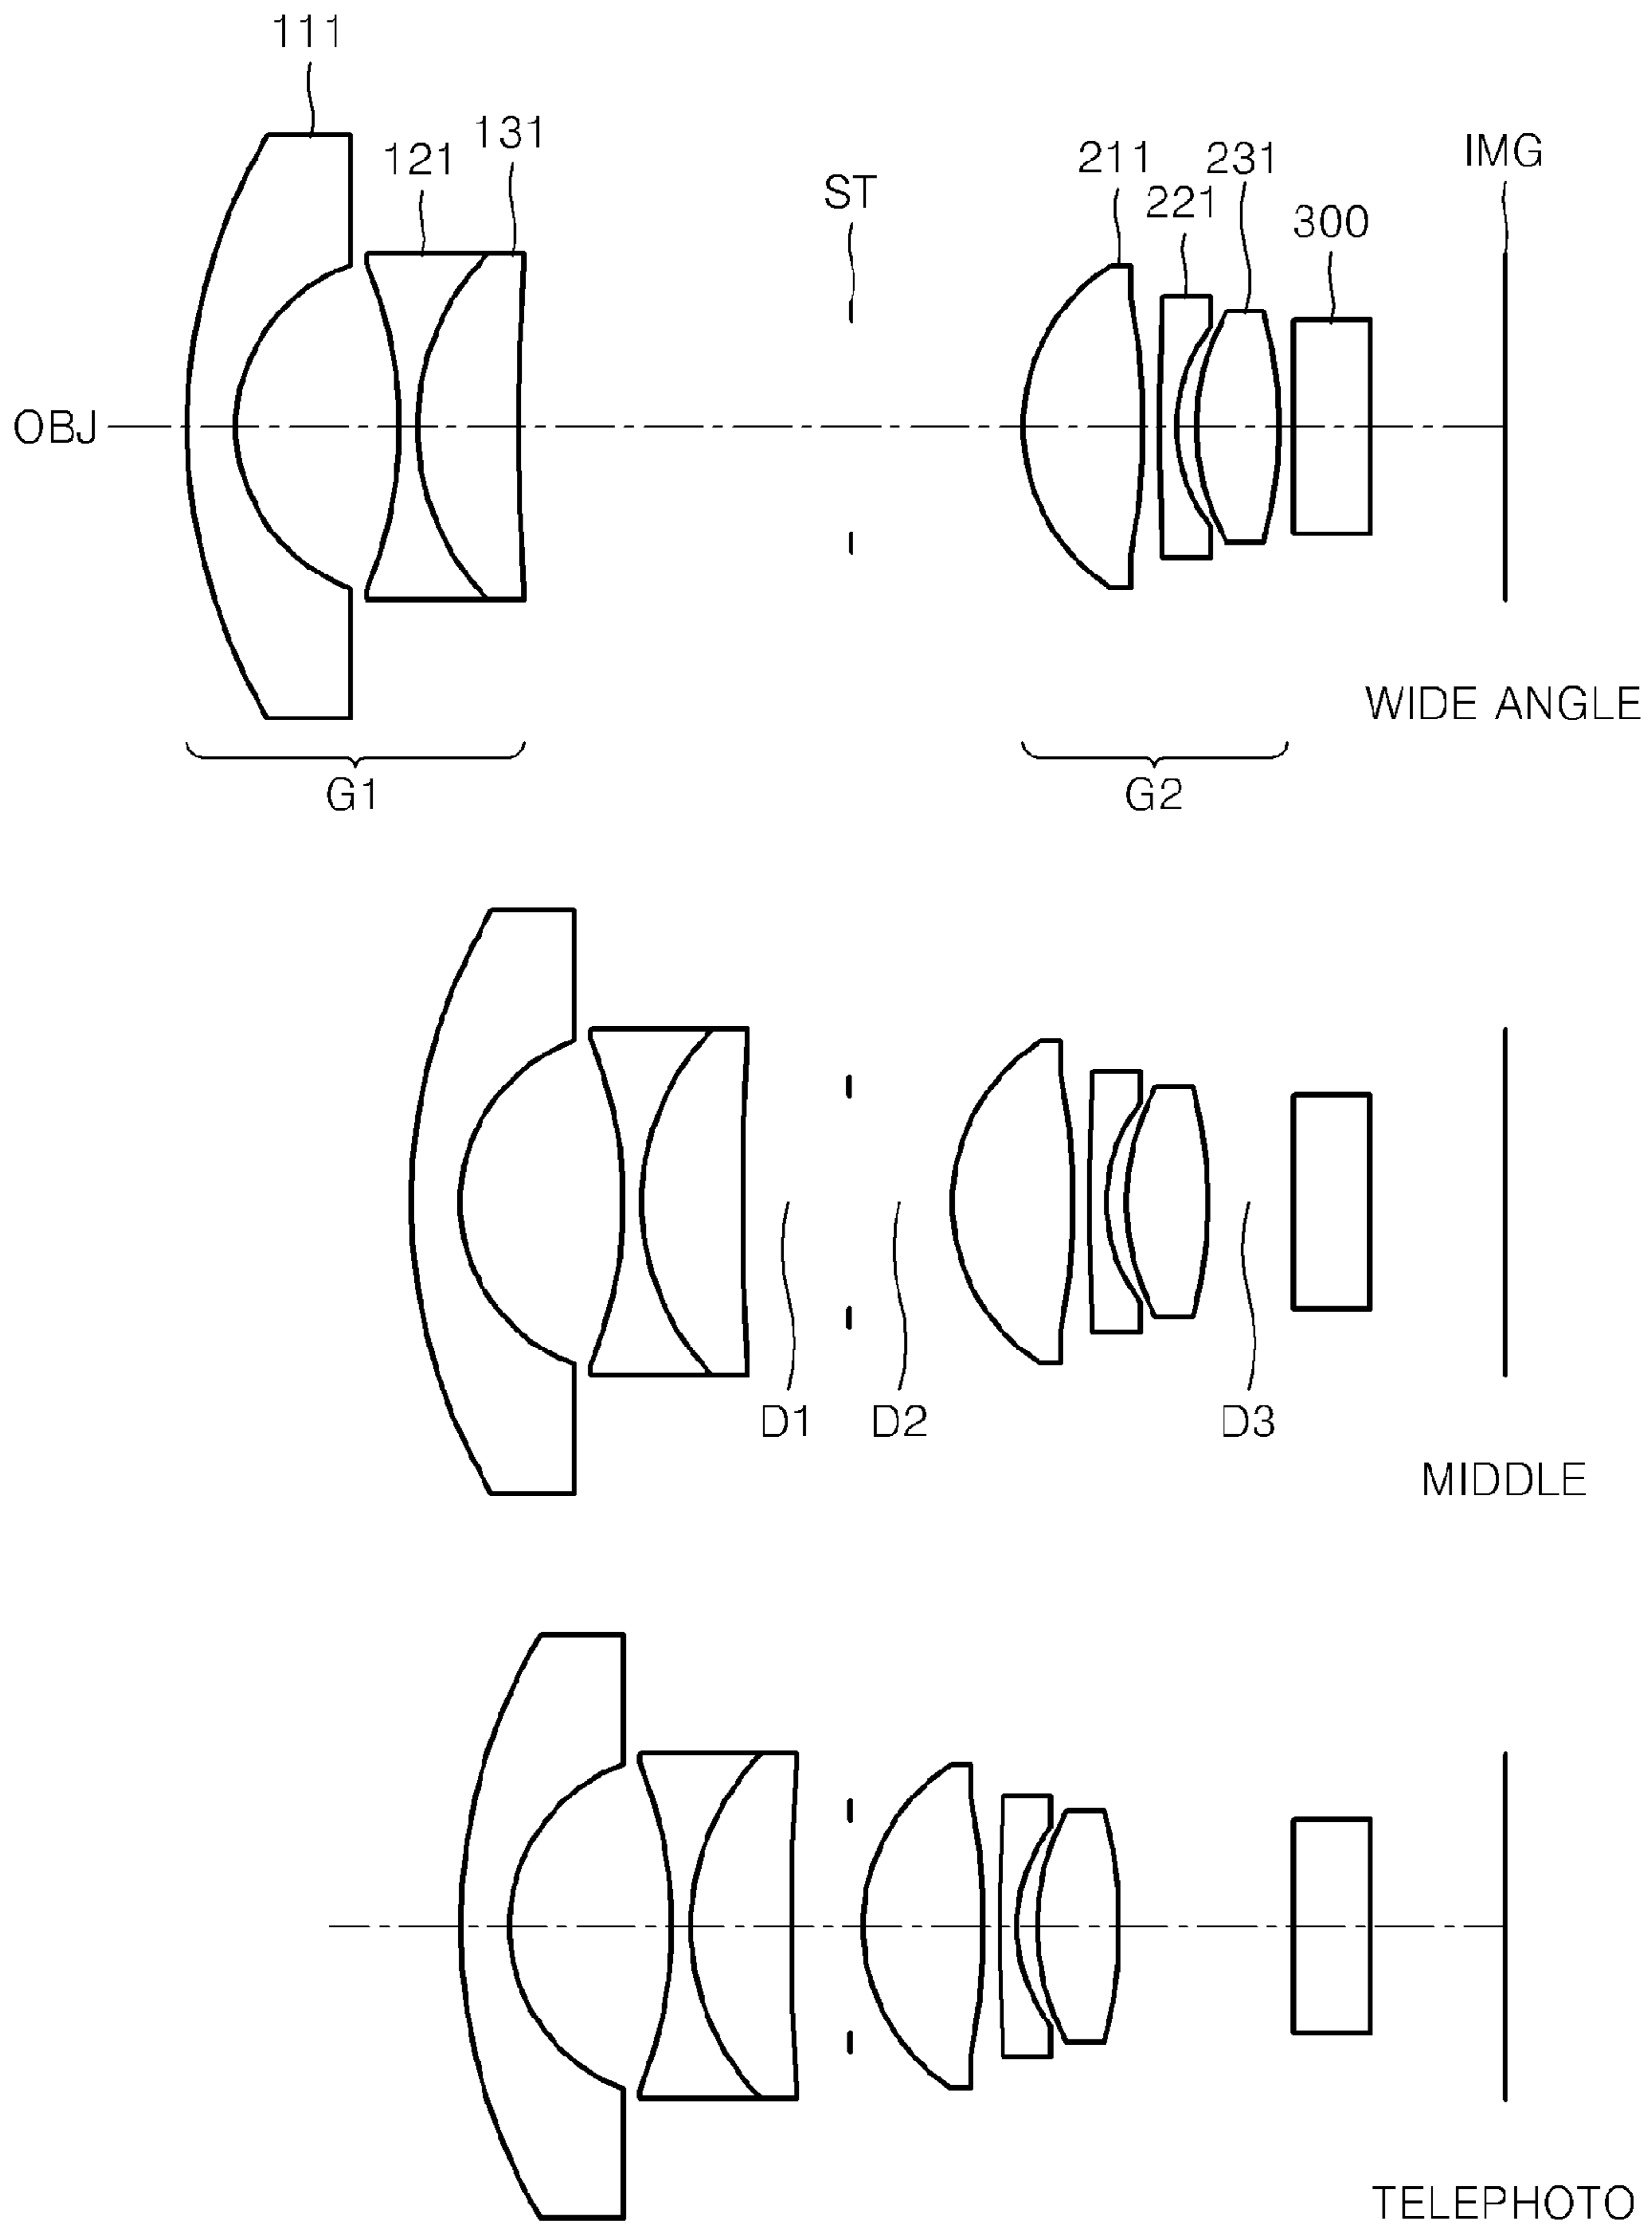 111
121
131
ST
211
221
231
300
IMG
OBJ
WIDE ANGLE
G1
G2
D1
D2
D3
MIDDLE
TELEPHOTO